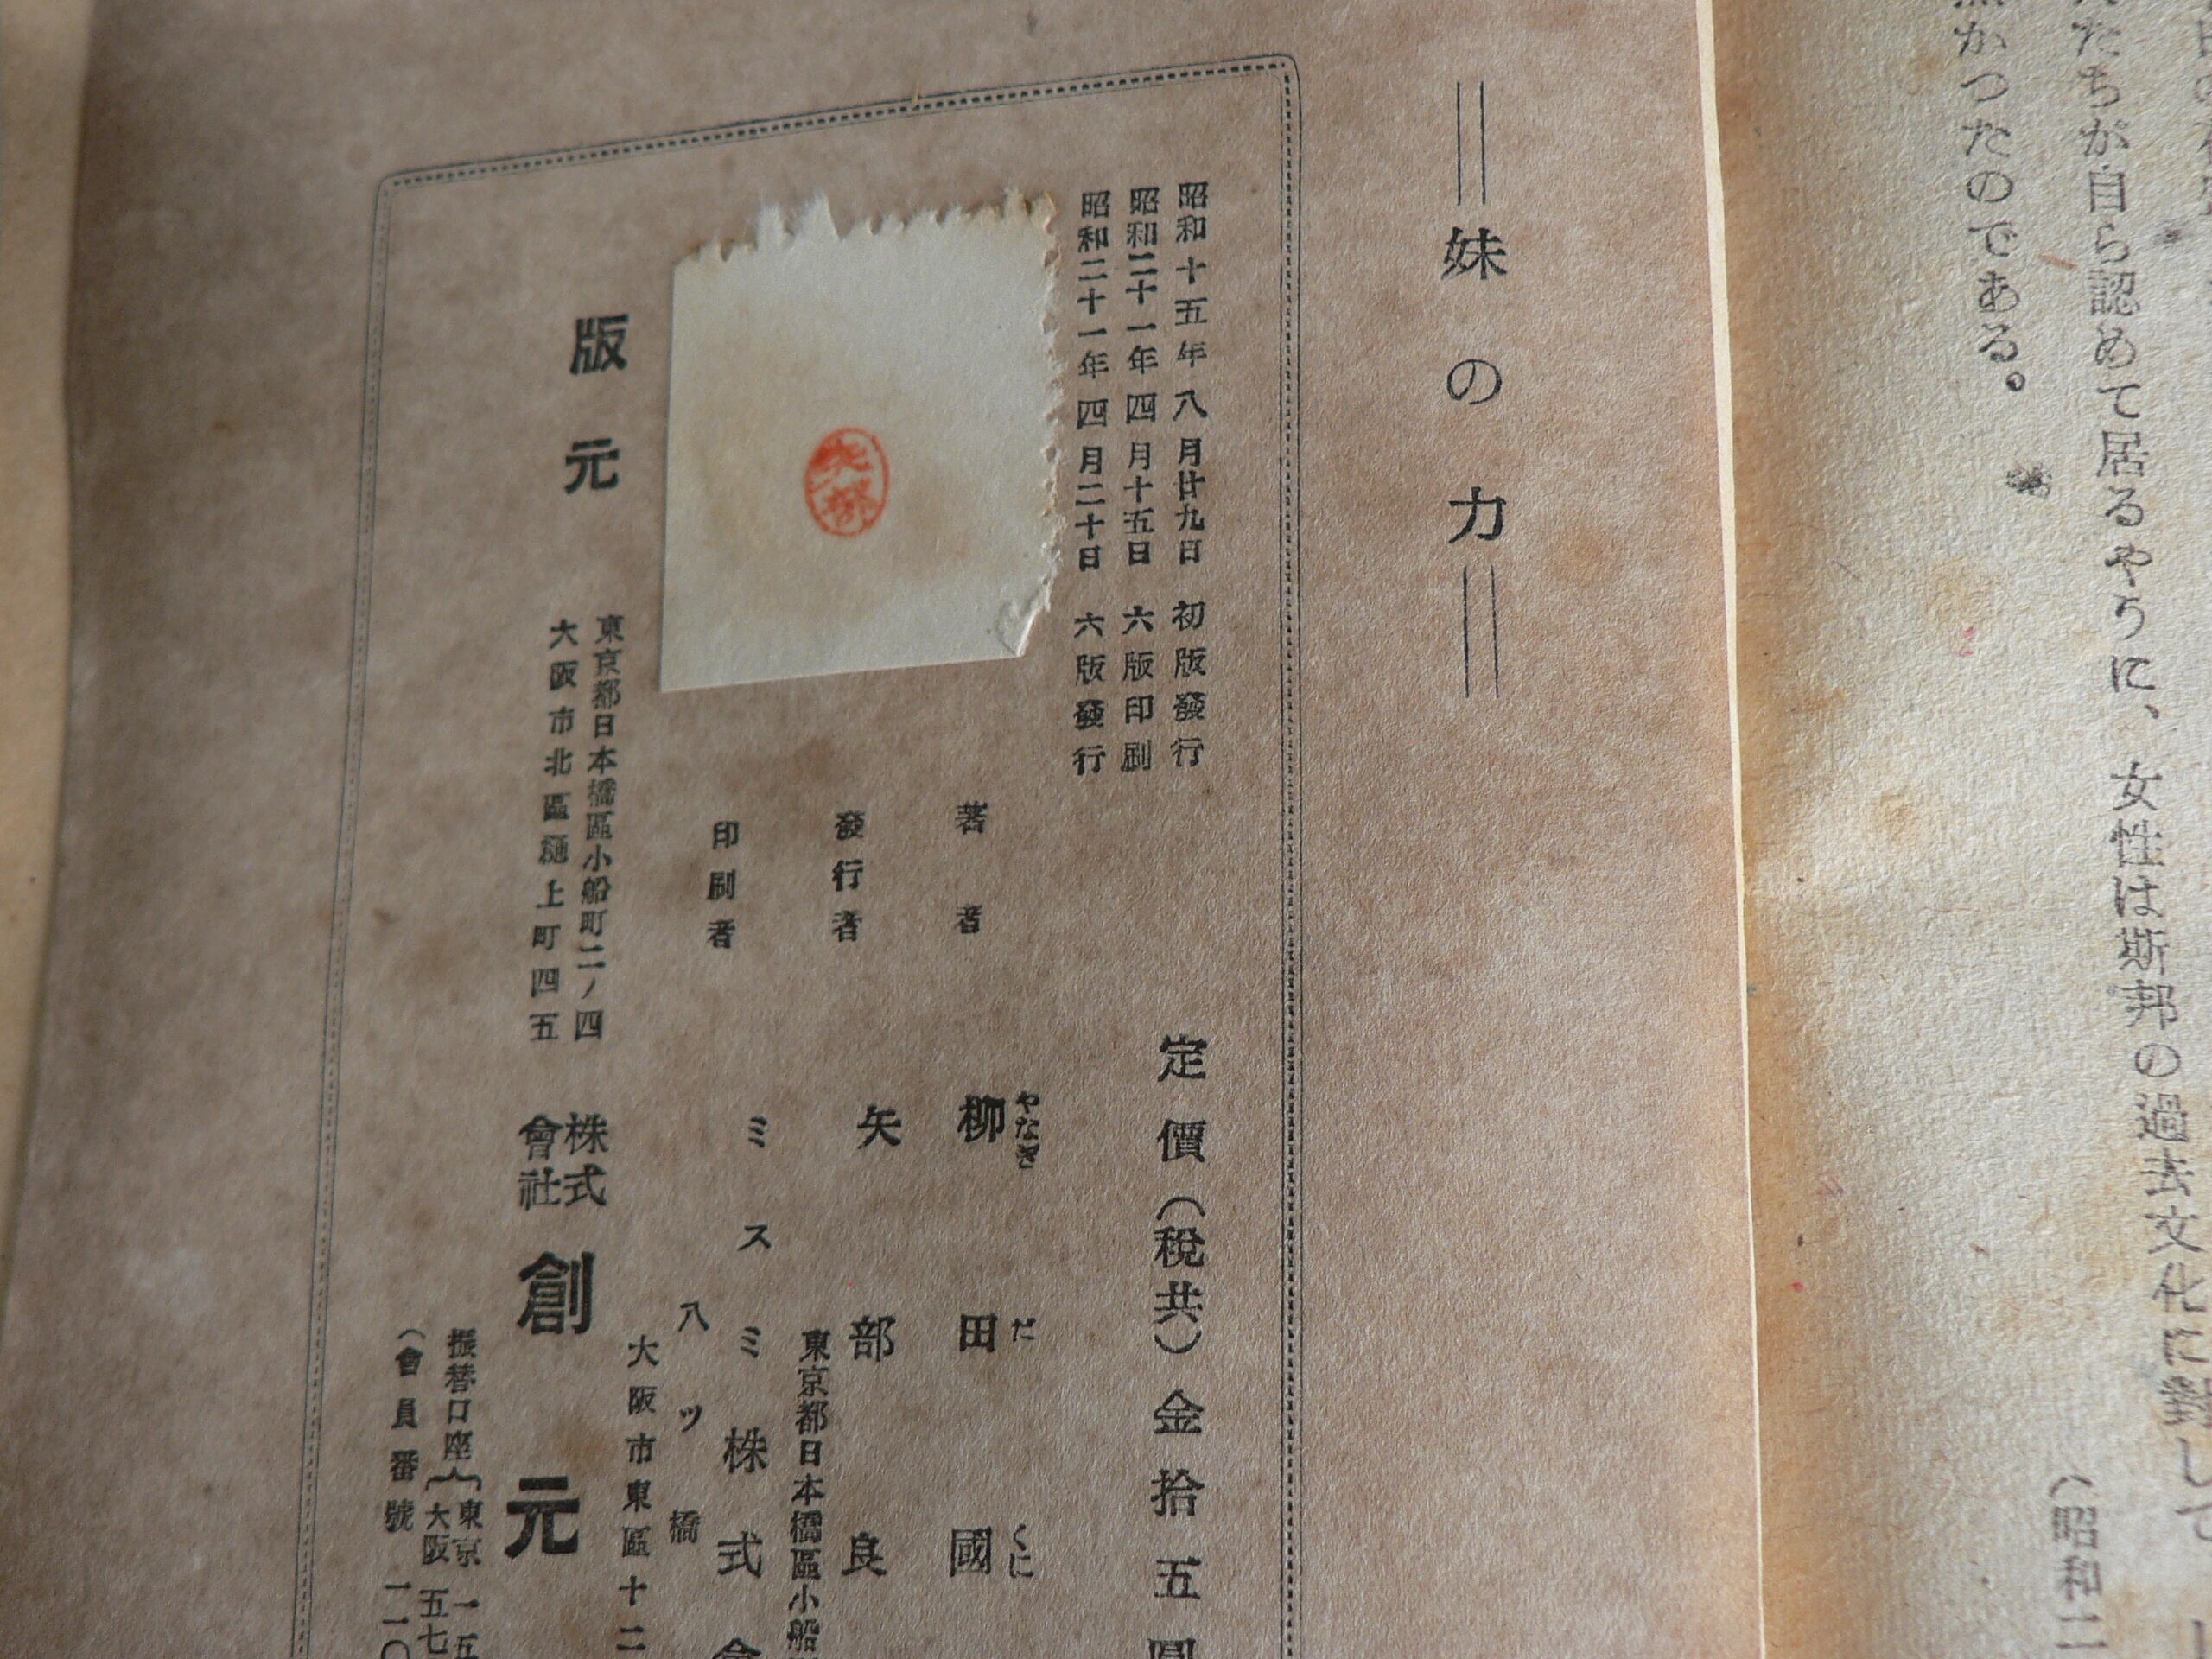 たちが自ら認めて居るやうに、女性は斯邦の過去文化に對して
かつたのである。
(昭和二
妹の力
昭和十五年八月廿九日 初版發行
昭和二十一年四月十五日 六版印刷
昭和二十一年四月二十日 六版發行
定價(税共)金拾五圓
やなぎ だ くに
著者 柳田國
發行者 矢部良
東京都日本橋區小船
印刷者 ミスミ株式會
八ツ橋
大阪市東區十二
矢部
版元
東京都日本橋區小船町二ノ四
大阪市北區樋上町四五
株式會社 創元
振替口座
東京 一五
大阪 五七
(會員番號 一一〇